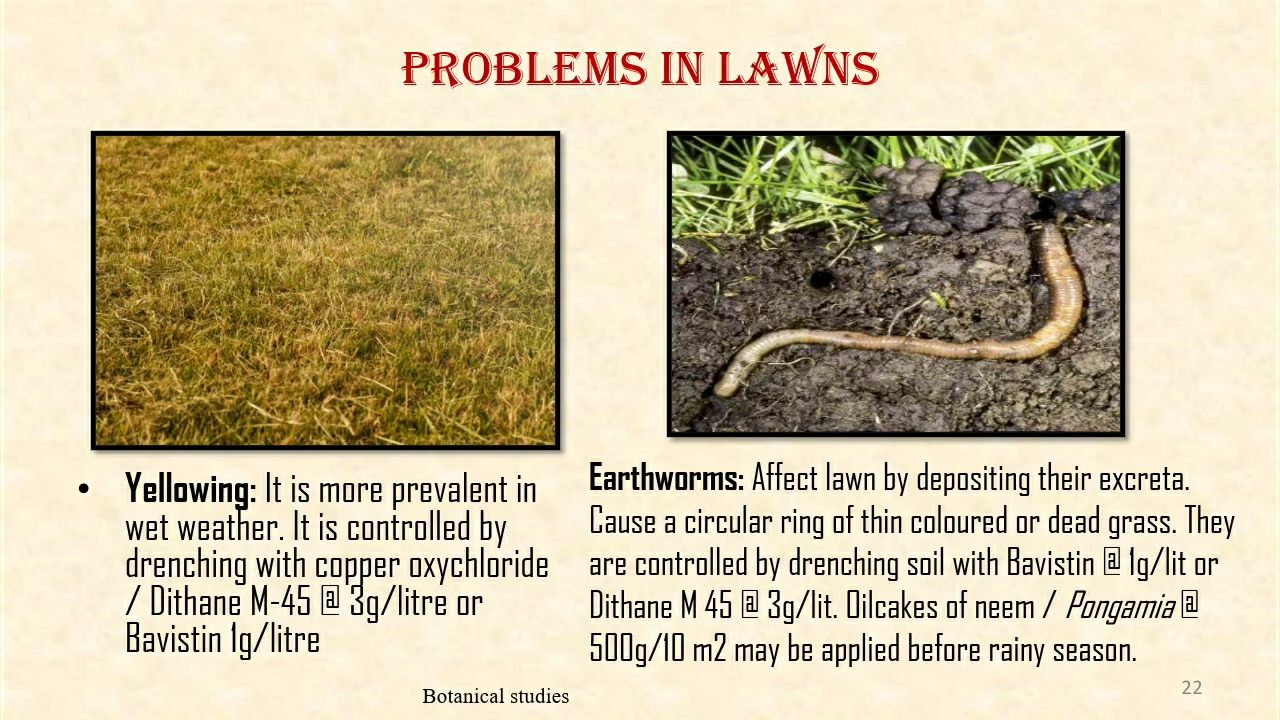 PROBLEMS IN LAWNS
• Yellowing: It is more prevalent in
wet weather. It is controlled by
drenching with copper oxychloride
/ Dithane M-45 @ 3g/litre or
Bavistin 1g/litre
Earthworms: Affect lawn by depositing their excreta.
Cause a circular ring of thin coloured or dead grass. They
are controlled by drenching soil with Bavistin @ 1g/lit or
Dithane M 45 @ 3g/lit. Oilcakes of neem / Pongamia @
500g/10 m2 may be applied before rainy season.
Botanical studies
22